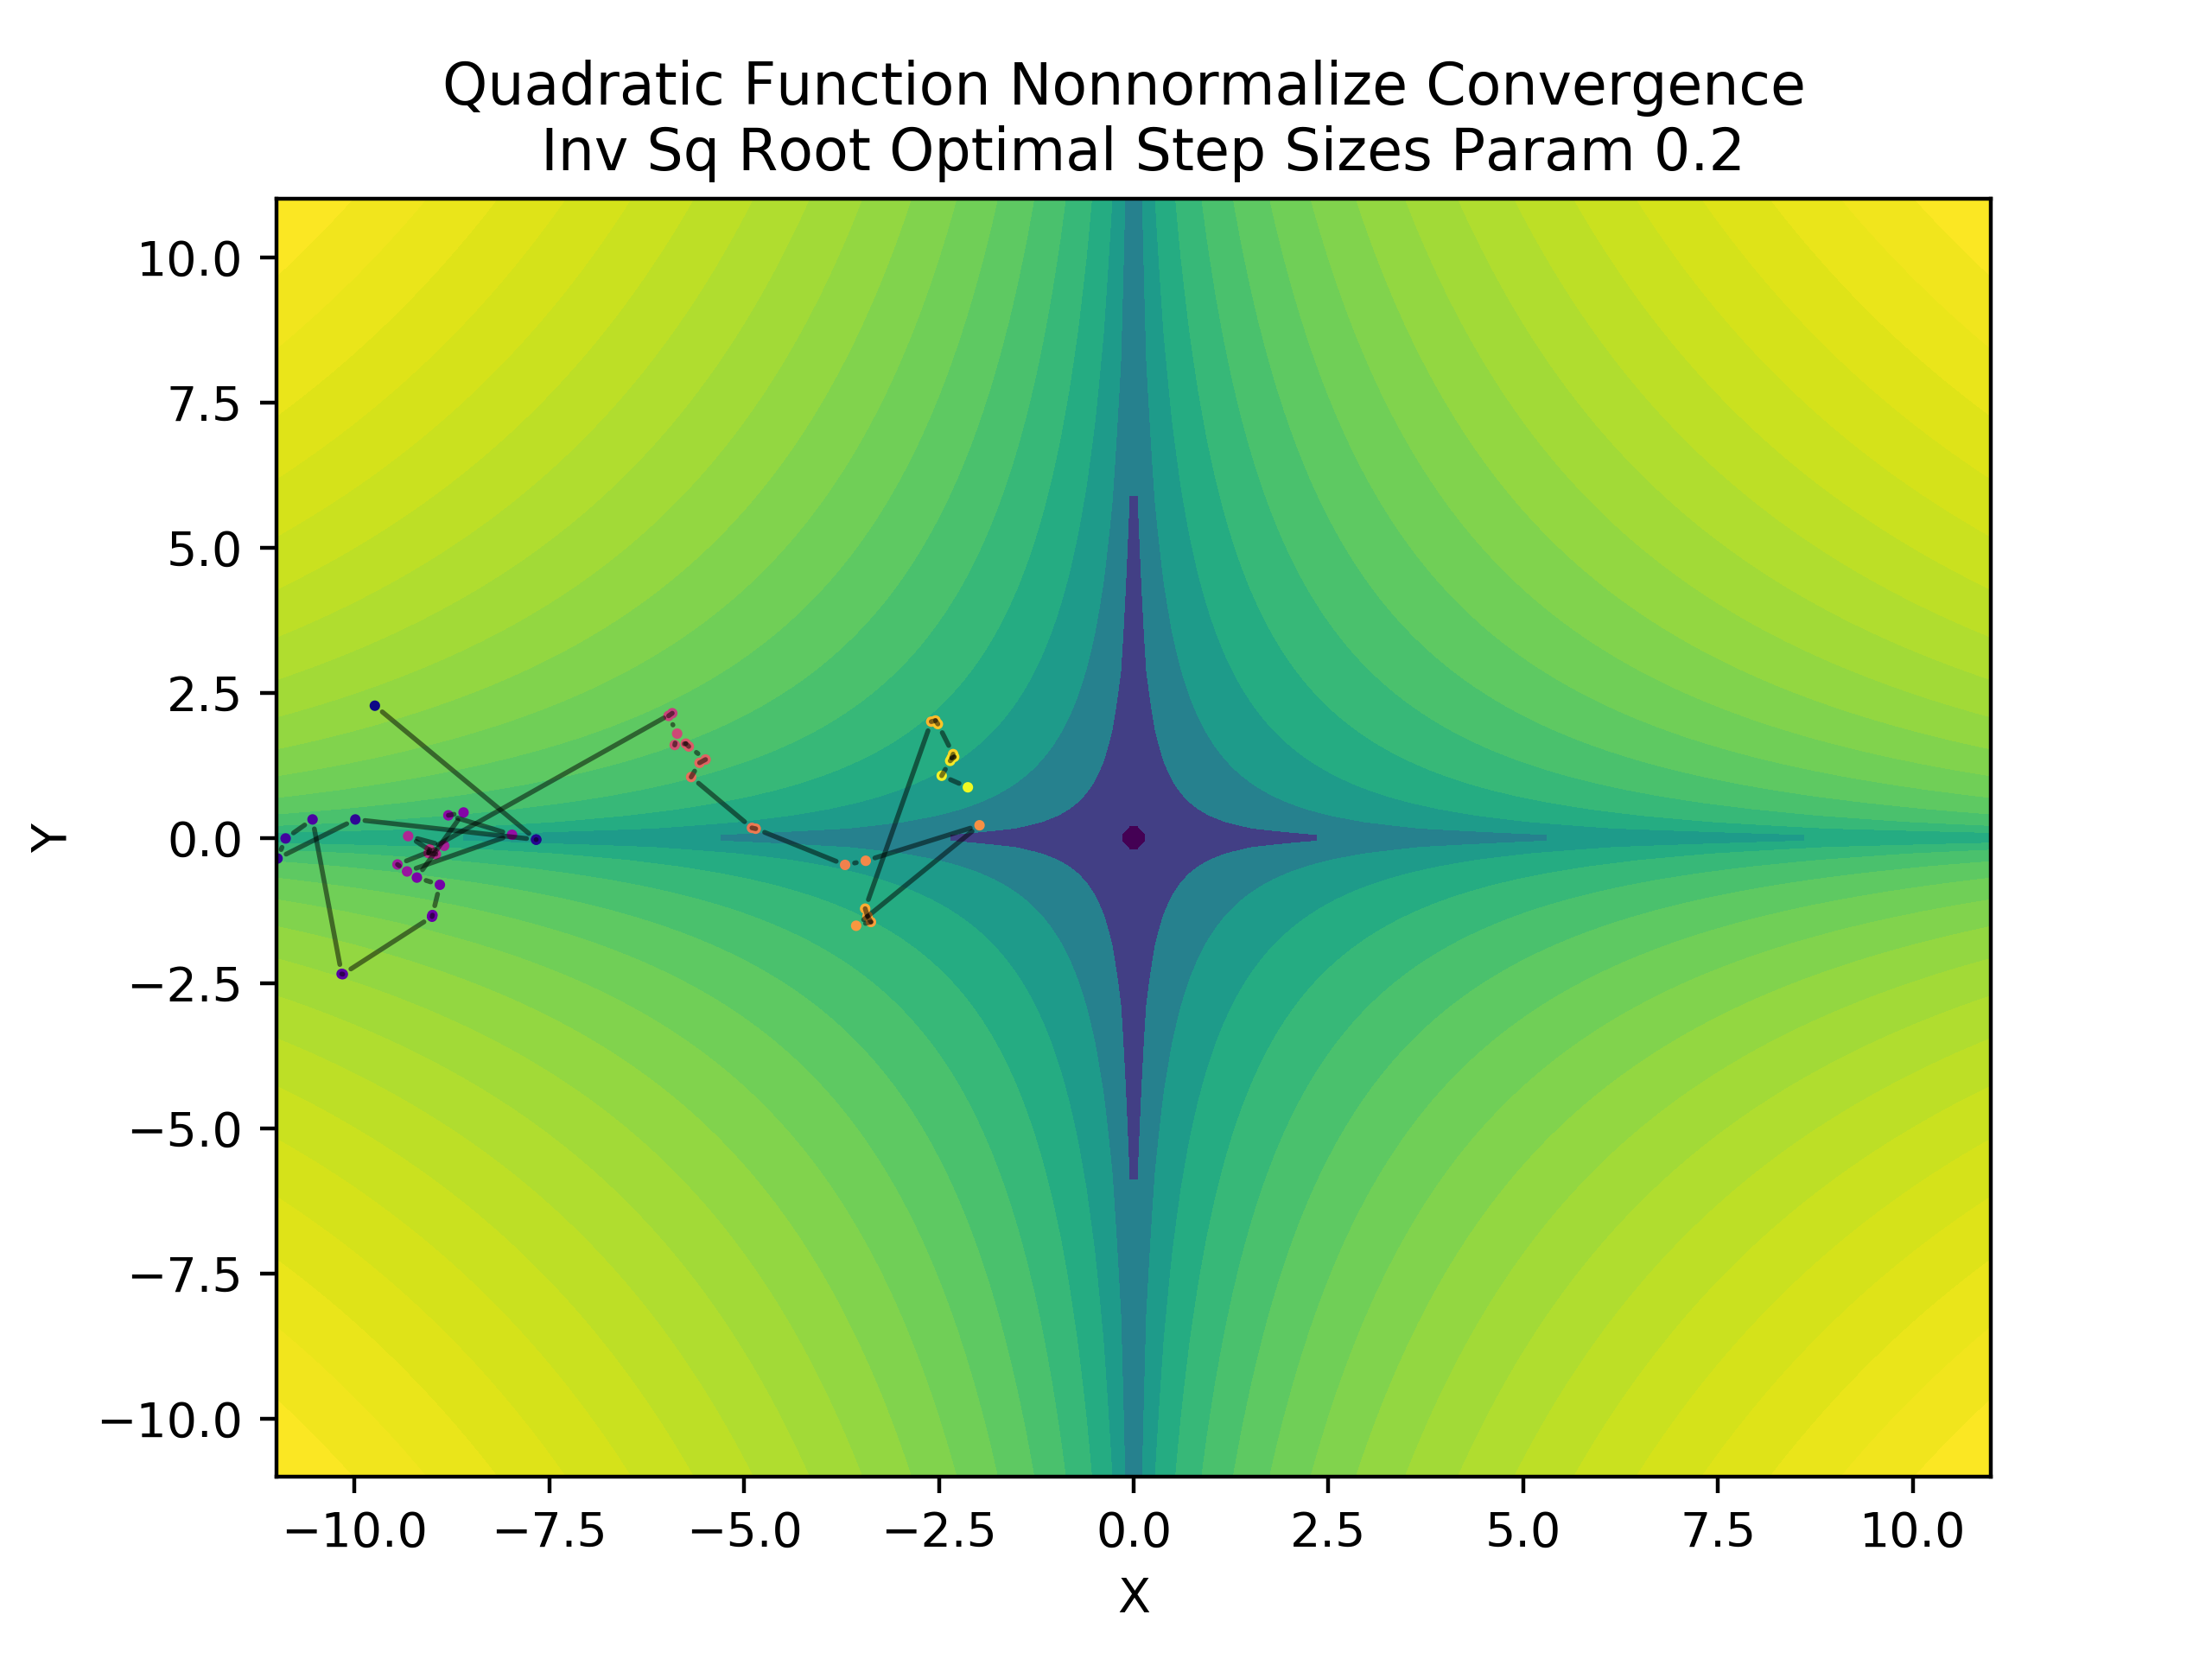 Quadratic Function Nonnormalize Convergence
Inv Sq Root Optimal Step Sizes Param 0.2
10.0
7.5
5.0
2.5
0.0
−2.5
−5.0
−7.5
−10.0
Y
−10.0 −7.5 −5.0 −2.5 0.0 2.5 5.0 7.5 10.0
X